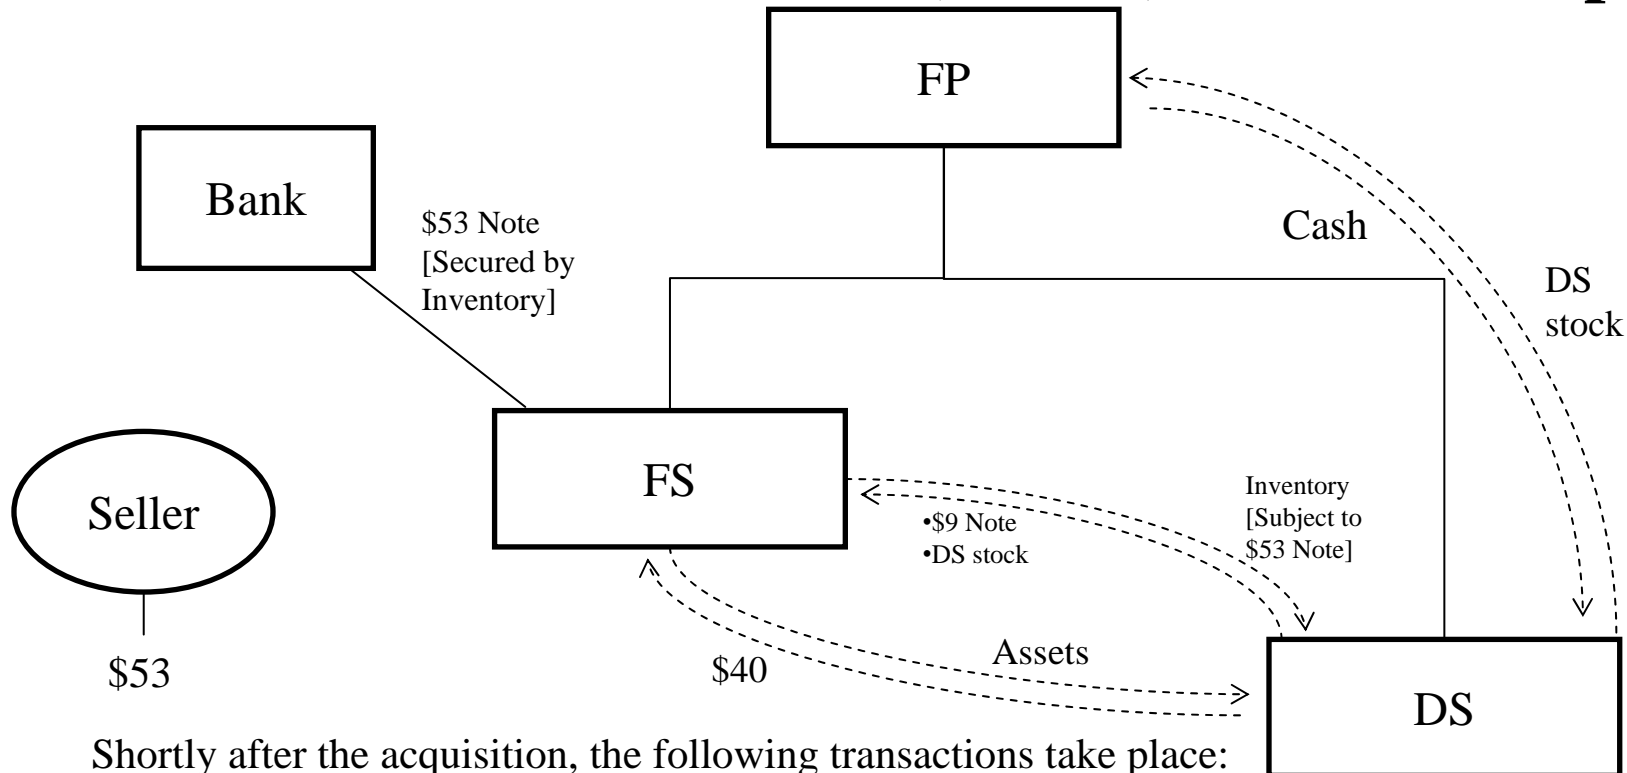 FP
Bank
$53 Note
[Secured by
Inventory]
Cash
DS
stock
Seller
FS
•$9 Note
•DS stock
Inventory
[Subject to
$53 Note]
$53
$40
Assets
DS
Shortly after the acquisition, the following transactions take place: